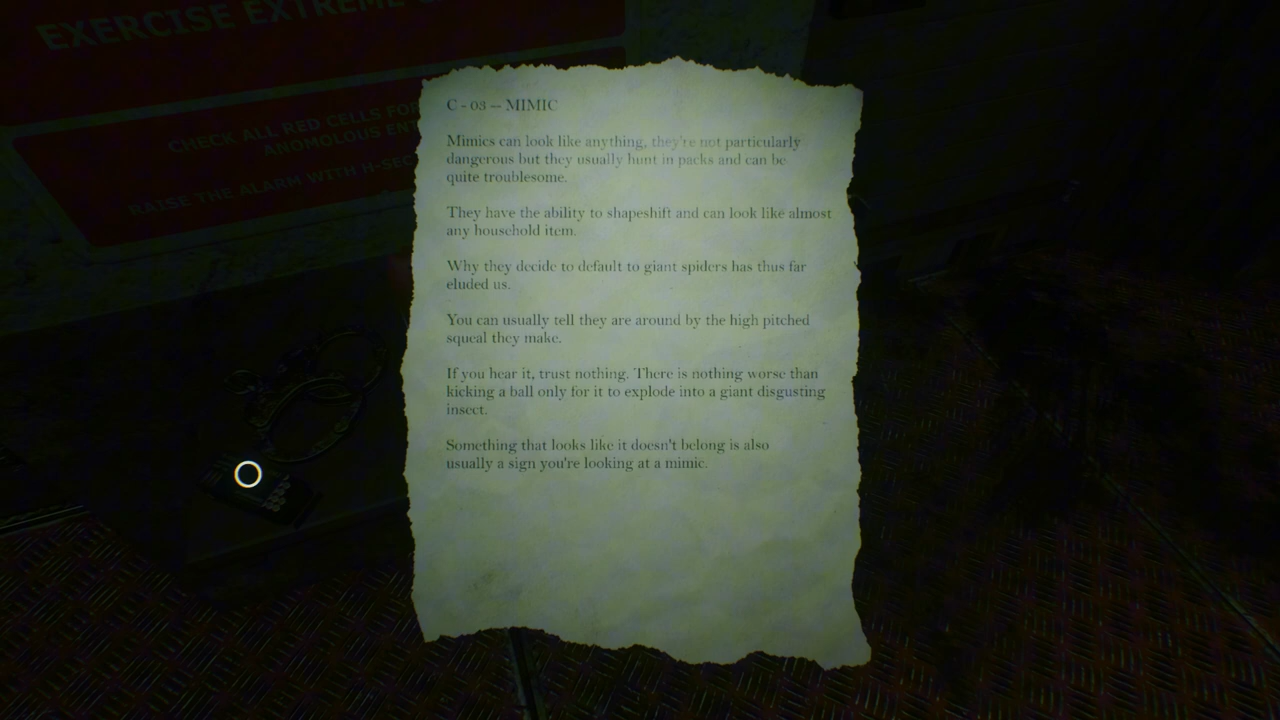 EXERCISE EXTREME
CHECK ALL RED CELLS FOR
ANOMOLOUS
RAISE THE ALARM WITH H-SEC
C - 03 – MIMIC
Mimics can look like anything, they're not particularly
dangerous but they usually hunt in packs and can be
quite troublesome.
They have the ability to shapeshift and can look like almost
any household item.
Why they decide to default to giant spiders has thus far
eluded us.
You can usually tell they are around by the high pitched
squeal they make.
If you hear it, trust nothing. There is nothing worse than
kicking a ball only for it to explode into a giant disgusting
insect.
Something that looks like it doesn't belong is also
usually a sign you're looking at a mimic.